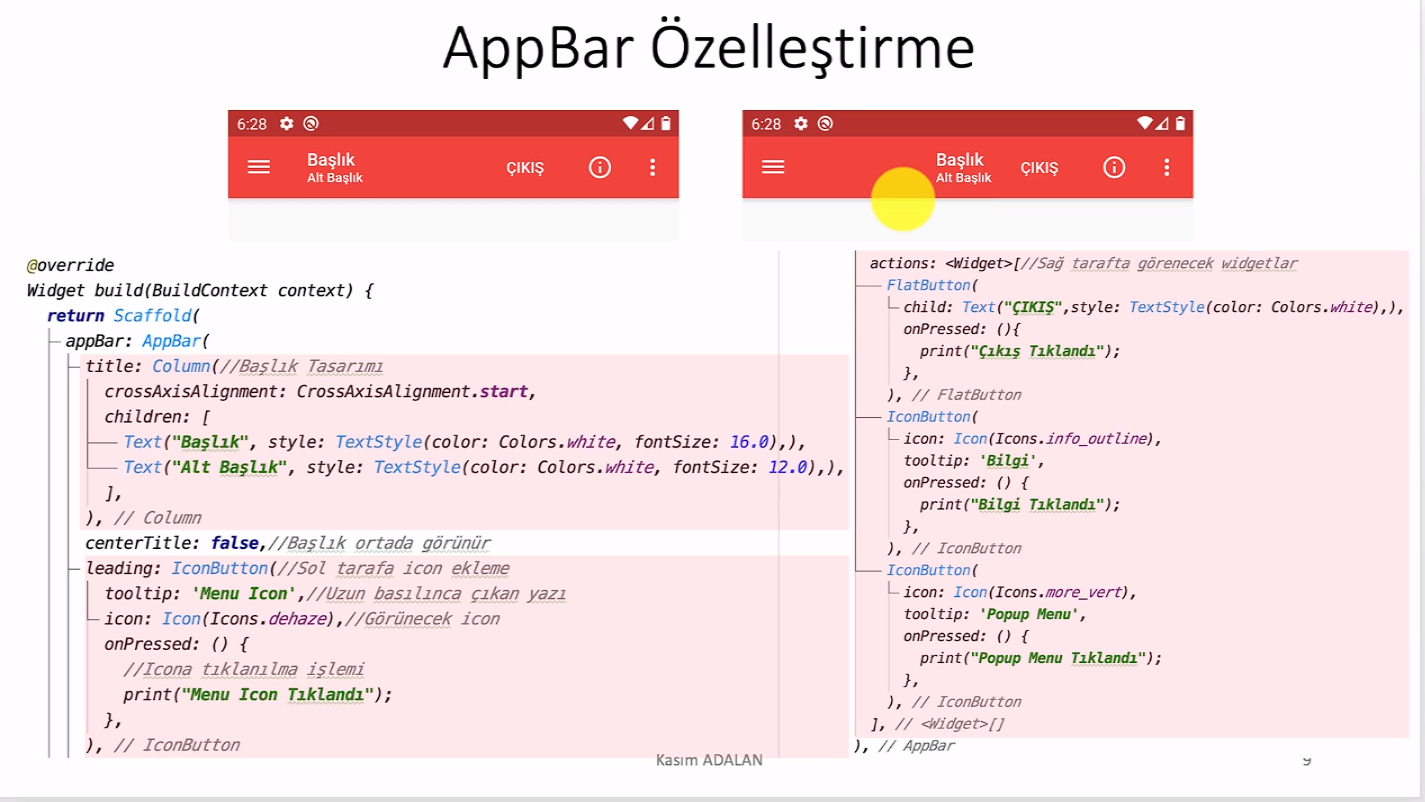 AppBar Özelleştirme
6:28
Başlık
Alt Başlık
ÇIKIŞ
6:28
Başlık
Alt Başlık
ÇIKIŞ
@override
Widget build(BuildContext context) {
return Scaffold(
appBar: AppBar(
title: Column(//Başlık Tasarımı
crossAxisAlignment: CrossAxisAlignment.start,
children: [
Text("Başlık", style: TextStyle(color: Colors.white, fontSize: 16.0),),
Text("Alt Başlık", style: TextStyle(color: Colors.white, fontSize: 12.0),),
],
), // Column
centerTitle: false,//Başlık ortada görünür
leading: IconButton(//Sol tarafa icon ekleme
tooltip: 'Menu Icon',//Uzun basılınca çıkan yazı
icon: Icon(Icons.dehaze),//Görünecek icon
onPressed: () {
//Icona tıklanılma işlemi
print("Menu Icon Tıklandı");
},
), // IconButton
actions: <Widget>[//Sağ tarafta görenecek widgetlar
FlatButton(
child: Text("ÇIKIŞ",style: TextStyle(color: Colors.white),),
onPressed: (){
print("Çıkış Tıklandı");
},
), // FlatButton
IconButton(
icon: Icon(Icons.info_outline),
tooltip: 'Bilgi',
onPressed: () {
print("Bilgi Tıklandı");
},
), // IconButton
IconButton(
icon: Icon(Icons.more_vert),
tooltip: 'Popup Menu',
onPressed: () {
print("Popup Menu Tıklandı");
},
), // IconButton
], // <Widget>[]
), // AppBar
Kasım ADALAN
9